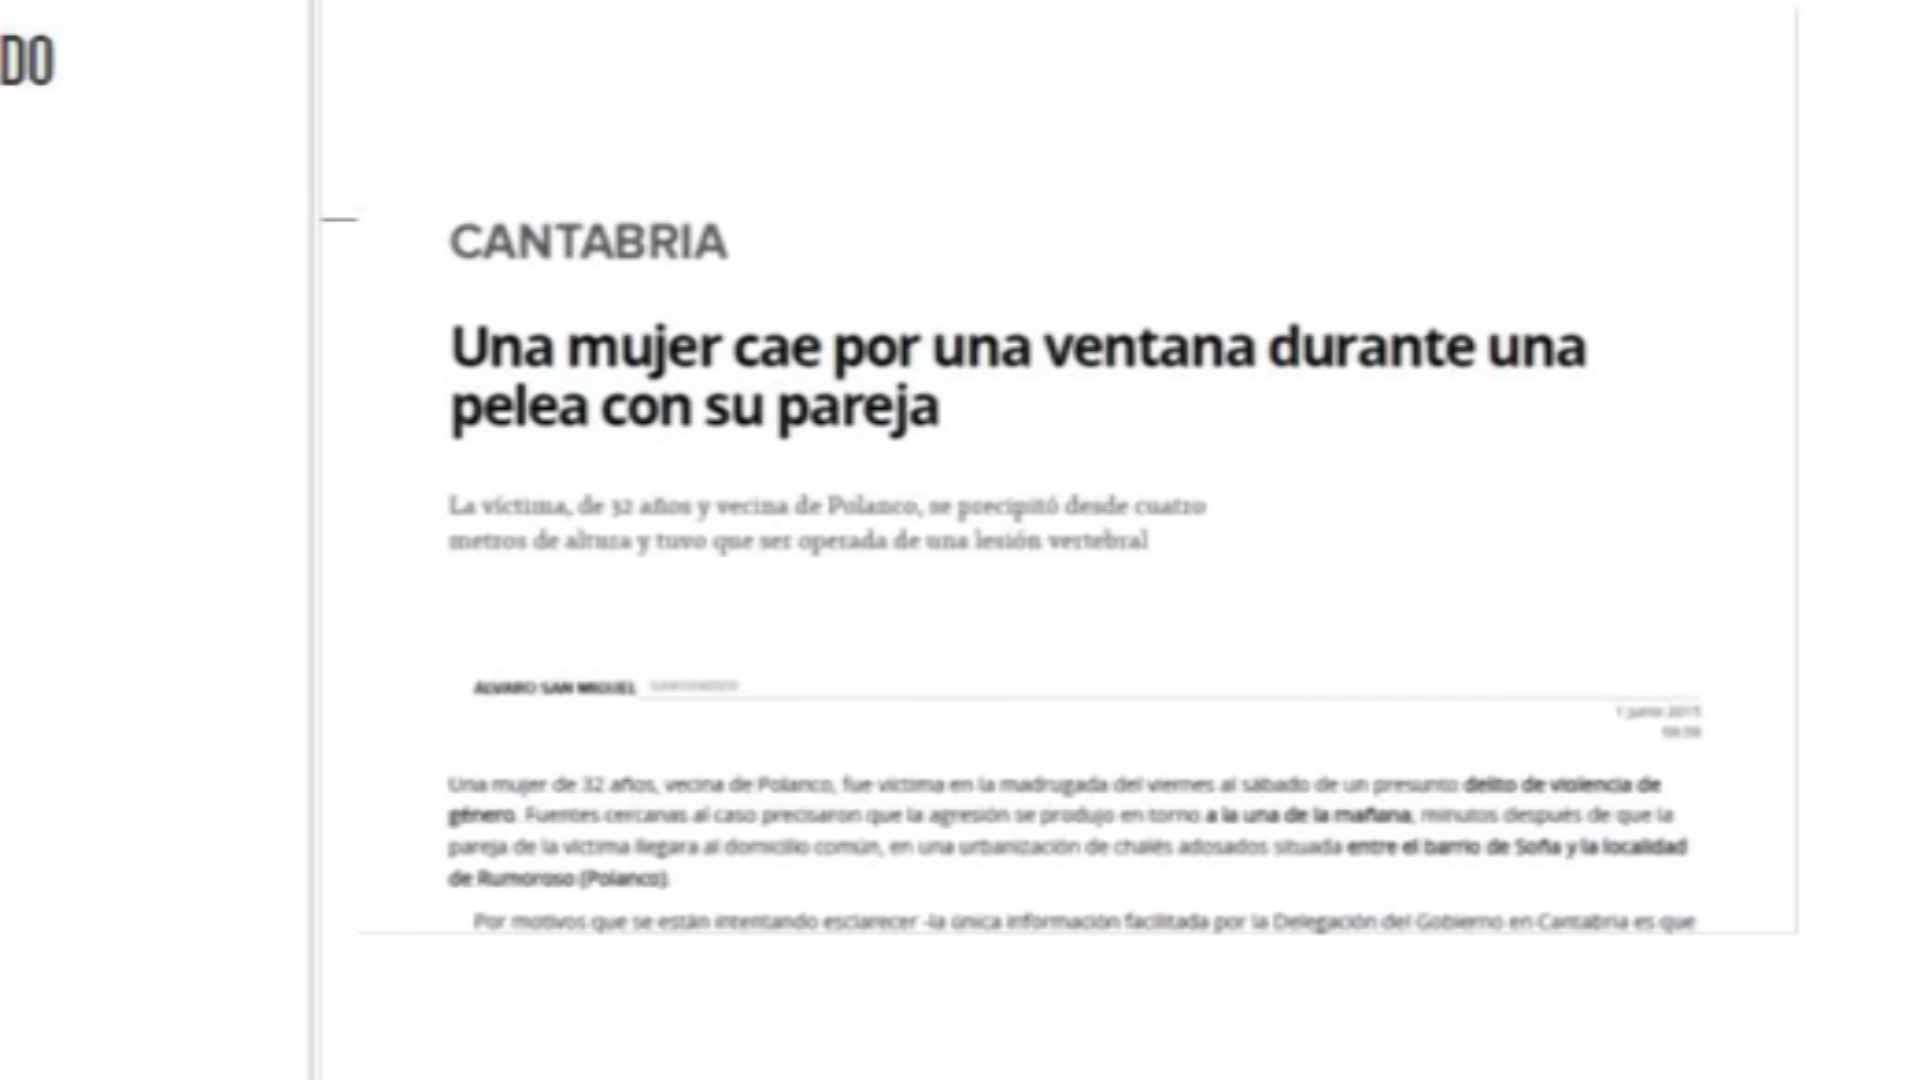 DO
CANTABRIA
Una mujer cae por una ventana durante una
pelea con su pareja
La víctima, de 32 años y vecina de Polanco, se precipitó desde cuatro
metros de altura y tuvo que ser operada de una lesión vertebral
ÁLVARO SAN MIGUEL
1 junio 2015
Una mujer de 32 años, vecina de Polanco, fue víctima en la madrugada del viernes al sábado de un presunto delito de violencia de
género. Fuentes cercanas al caso precisaron que la agresión se produjo en torno a la una de la mañana, minutos después de que la
pareja de la víctima llegara al domicilio común, en una urbanización de chalés adosados situada entre el barrio de Sofía y la localidad
de Rumoroso (Polanco).
Por motivos que se están intentando esclarecer -la única información facilitada por la Delegación del Gobierno en Cantabria es que